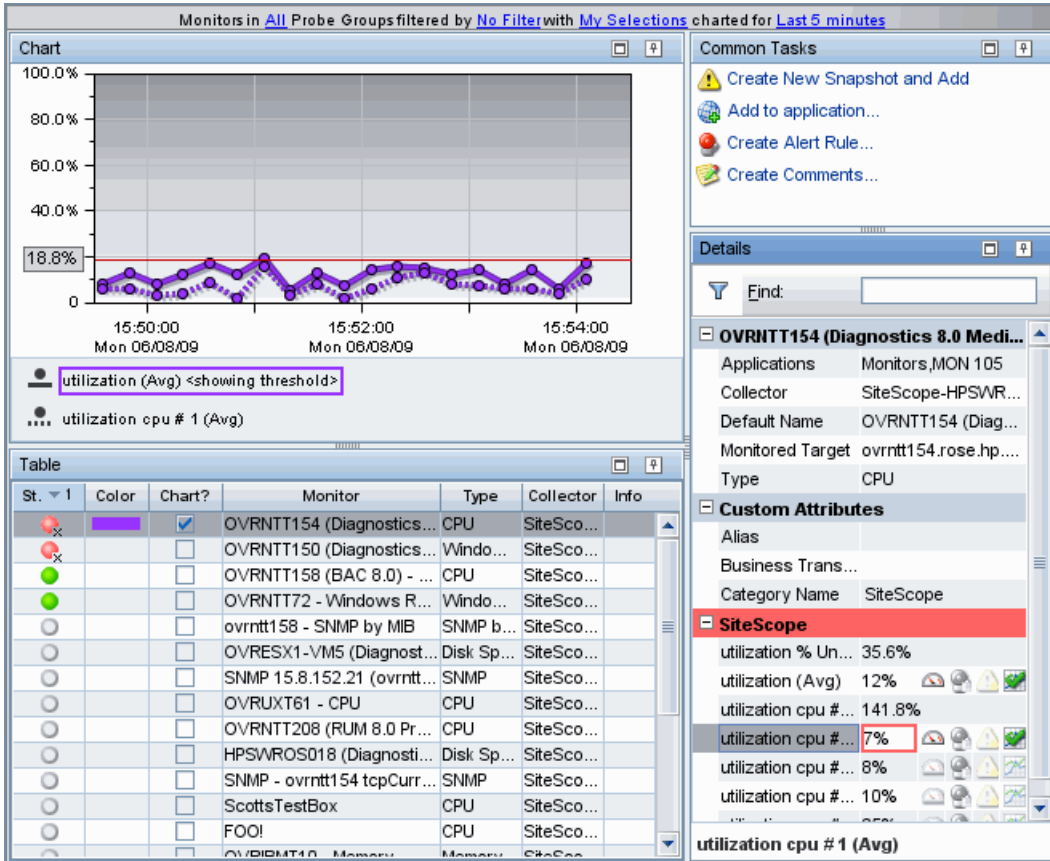 Monitors in All Probe Groups filtered by No Filter with My Selections charted for Last 5 minutes
Chart
100.0%
80.0%
60.0%
40.0%
18.8%
0
15:50:00
Mon 06/08/09
15:52:00
Mon 06/08/09
15:54:00
Mon 06/08/09
utilization (Avg) <showing threshold>
utilization cpu # 1 (Avg)
Table
St. 1 Color Chart? Monitor Type Collector Info
OVRNTT154 (Diagnostics... CPU SiteSco...
OVRNTT150 (Diagnostics... Windo... SiteSco...
OVRNTT158 (BAC 8.0) - ... CPU SiteSco...
OVRNTT72 - Windows R... Windo... SiteSco...
ovrntt158 - SNMP by MIB SNMP b... SiteSco...
OVRESX1-VM5 (Diagnost... Disk Sp... SiteSco...
SNMP 15.8.152.21 (ovrntt... SNMP SiteSco...
OVRUXT61 - CPU CPU SiteSco...
OVRNTT208 (RUM 8.0 Pr... CPU SiteSco...
HPSWROS018 (Diagnosti... Disk Sp... SiteSco...
SNMP - ovrntt154 tcpCurr... SNMP SiteSco...
ScottsTestBox CPU SiteSco...
FOO! CPU SiteSco...
Common Tasks
Create New Snapshot and Add
Add to application...
Create Alert Rule...
Create Comments...
Details
Find:
OVRNTT154 (Diagnostics 8.0 Medi...
Applications Monitors,MON 105
Collector SiteScope-HPSWR...
Default Name OVRNTT154 (Diag...
Monitored Target ovrntt154.rose.hp....
Type CPU
Custom Attributes
Alias
Business Trans...
Category Name SiteScope
SiteScope
utilization % Un... 35.6%
utilization (Avg) 12%
utilization cpu #... 141.8%
utilization cpu #... 7%
utilization cpu #... 8%
utilization cpu #... 10%
utilization cpu # 1 (Avg)